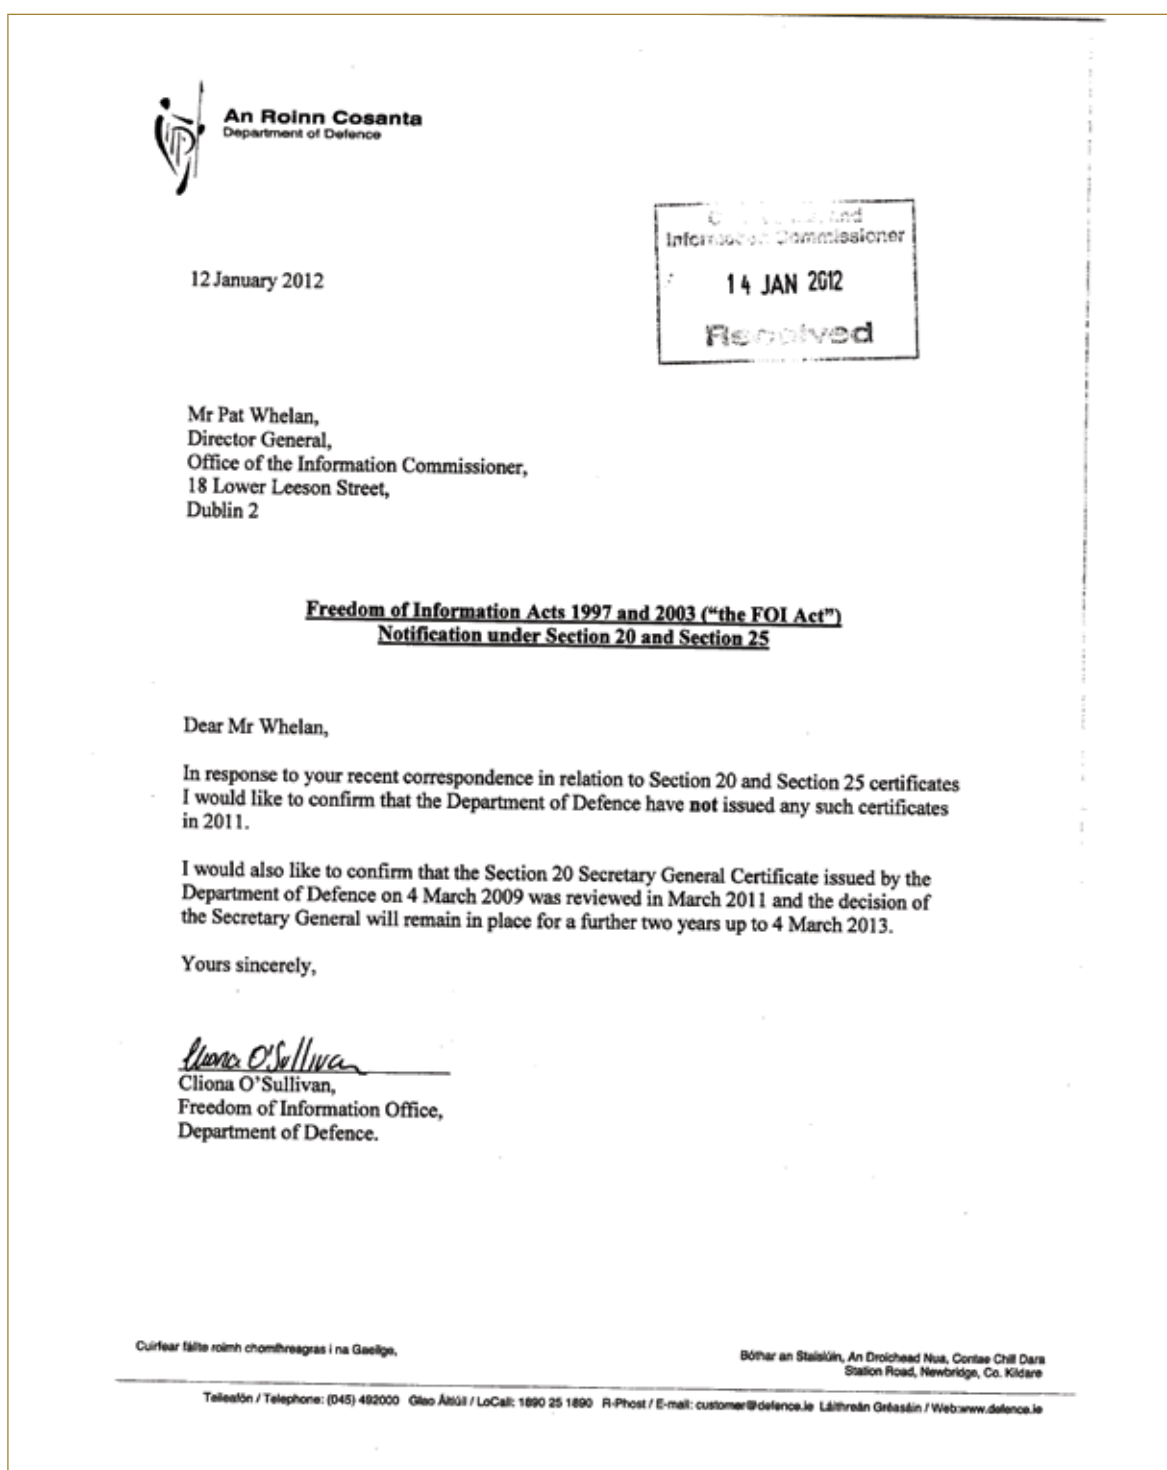 An Roinn Cosanta
Department of Defence
Information Commissioner
14 JAN 2012
Received
12 January 2012
Mr Pat Whelan,
Director General,
Office of the Information Commissioner,
18 Lower Leeson Street,
Dublin 2
Freedom of Information Acts 1997 and 2003 (“the FOI Act”)
Notification under Section 20 and Section 25
Dear Mr Whelan,
In response to your recent correspondence in relation to Section 20 and Section 25 certificates
I would like to confirm that the Department of Defence have not issued any such certificates
in 2011.
I would also like to confirm that the Section 20 Secretary General Certificate issued by the
Department of Defence on 4 March 2009 was reviewed in March 2011 and the decision of
the Secretary General will remain in place for a further two years up to 4 March 2013.
Yours sincerely,
Cliona O'Sullivan
Cliona O’Sullivan,
Freedom of Information Office,
Department of Defence.
Cuirfear fáilte roimh chomhfreagras i na Gaeilge,
Bóthar an Staisiúin, An Droichead Nua, Contae Chill Dara
Station Road, Newbridge, Co. Kildare
Teileafón / Telephone: (045) 492000 Glao Áitiúil / LoCall: 1890 25 1890 R-Phost / E-mail: customer@defence.ie Láithreán Gréasáin / Web:www.defence.ie